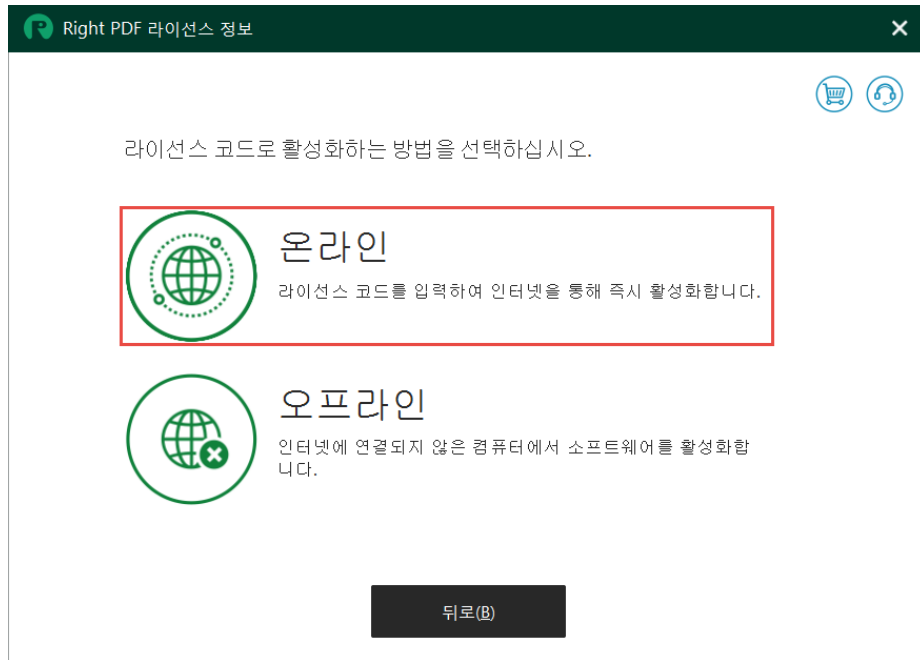 Right PDF 라이선스 정보
라이선스 코드로 활성화하는 방법을 선택하십시오.
온라인
라이선스 코드를 입력하여 인터넷을 통해 즉시 활성화합니다.
오프라인
인터넷에 연결되지 않은 컴퓨터에서 소프트웨어를 활성화합
니다.
뒤로(B)